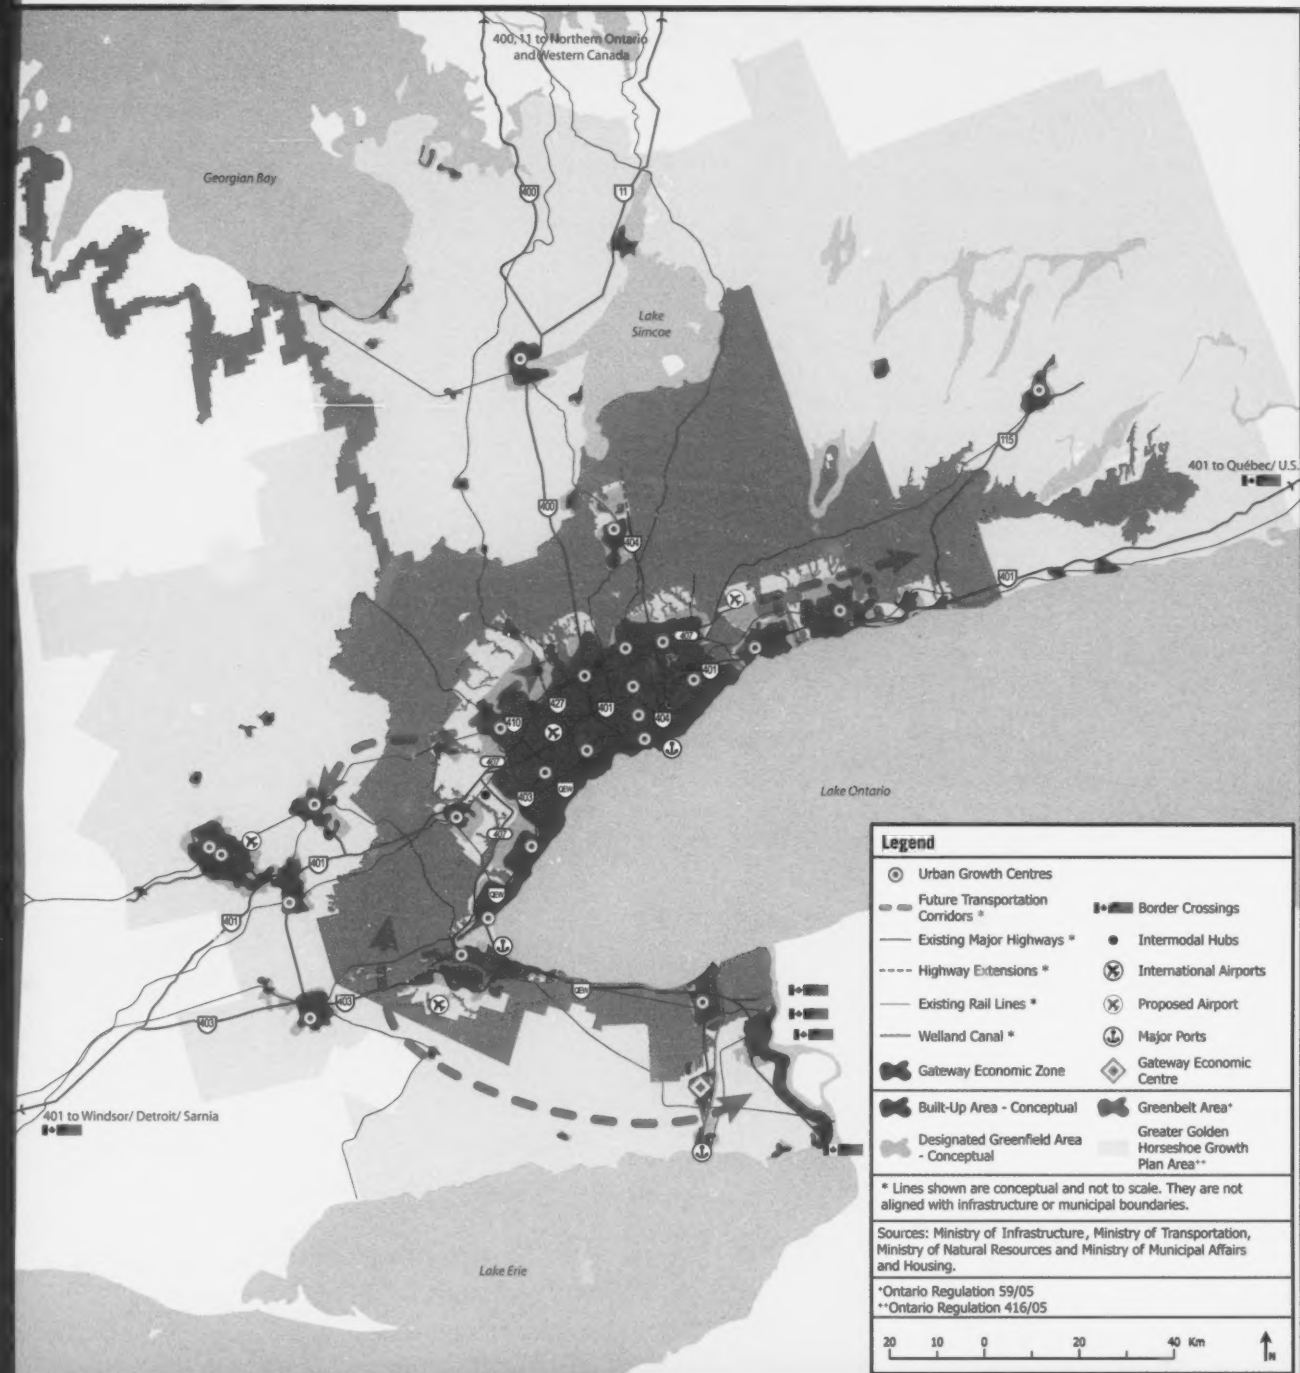 400, 11 to Northern Ontario
and Western Canada
Georgian Bay
400
11
Lake
Simcoe
115
401 to Québec/ U.S.
400
404
401
407
401
427
401
404
410
407
403
QEW
Lake Ontario
407
401
QEW
401
403
QEW
403
401 to Windsor/ Detroit/ Sarnia
Lake Erie
Legend
Urban Growth Centres
Future Transportation
Corridors *
Border Crossings
Existing Major Highways *
Intermodal Hubs
Highway Extensions *
International Airports
Existing Rail Lines *
Proposed Airport
Welland Canal *
Major Ports
Gateway Economic Zone
Gateway Economic
Centre
Built-Up Area - Conceptual
Greenbelt Area⁺
Designated Greenfield Area
- Conceptual
Greater Golden
Horseshoe Growth
Plan Area⁺⁺
* Lines shown are conceptual and not to scale. They are not
aligned with infrastructure or municipal boundaries.
Sources: Ministry of Infrastructure, Ministry of Transportation,
Ministry of Natural Resources and Ministry of Municipal Affairs
and Housing.
⁺Ontario Regulation 59/05
⁺⁺Ontario Regulation 416/05
20 10 0 20 40 Km
N